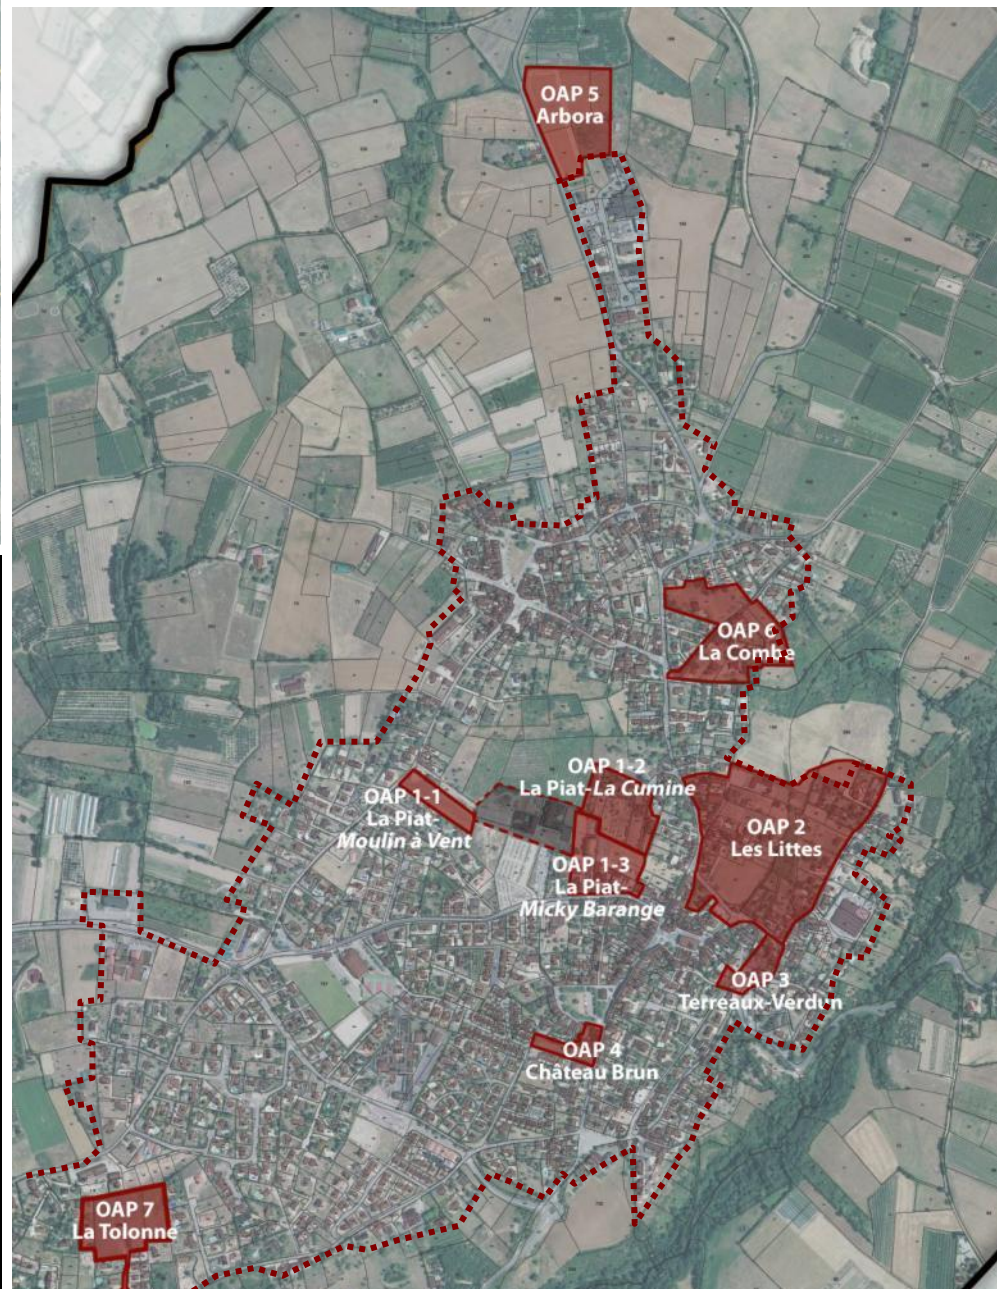 OAP 5
Arbora
OAP 6
La Combe
OAP 1-2
La Piat-La Cumine
OAP 1-1
La Piat-
Moulin à Vent
OAP 2
Les Littes
OAP 1-3
La Piat-
Micky Barange
OAP 3
Terreaux-Verdun
OAP 4
Château Brun
OAP 7
La Tolonne